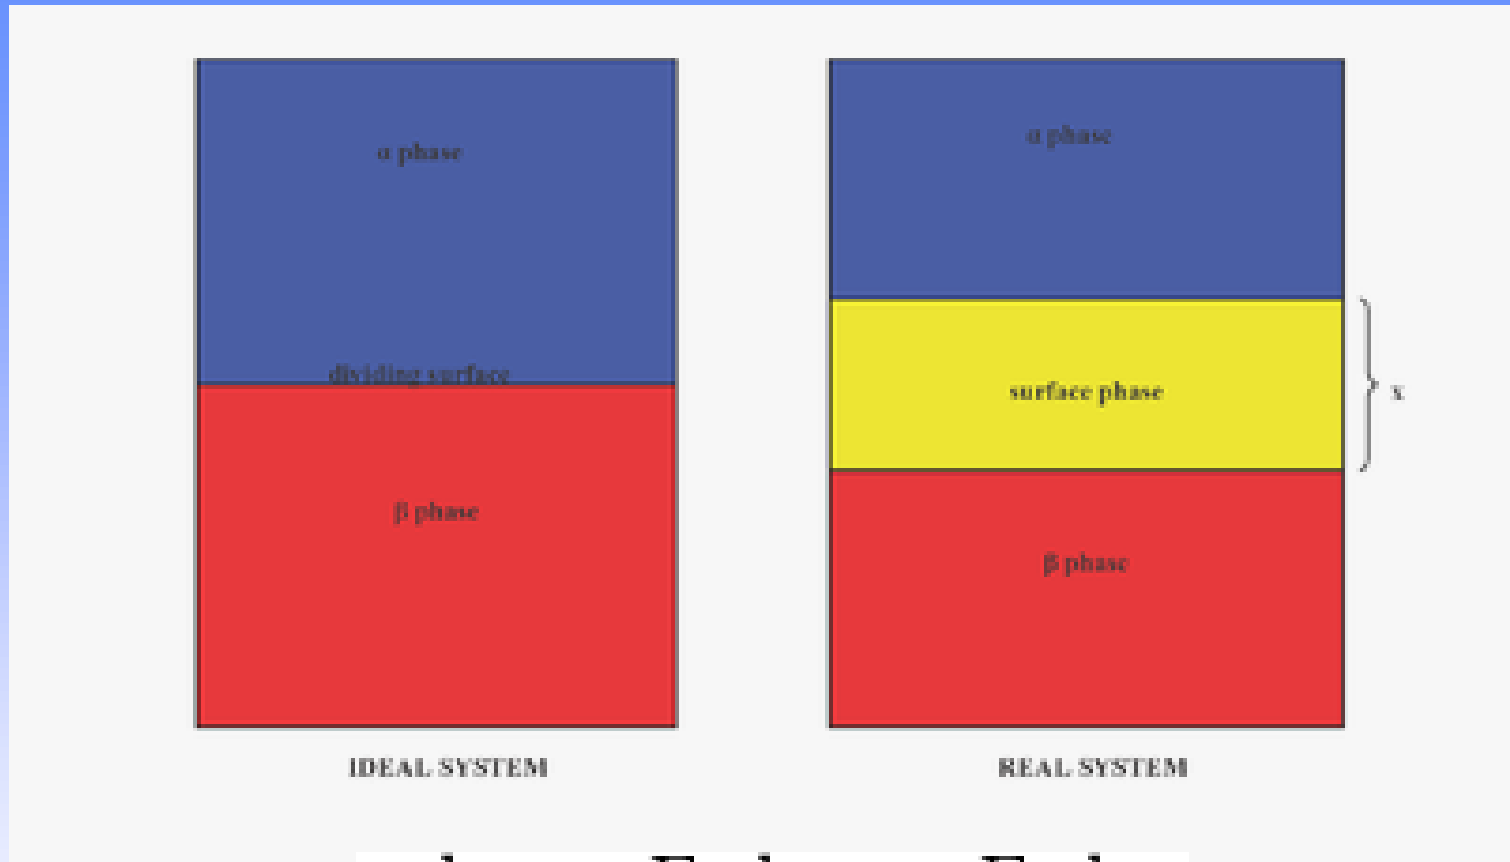 α phase
dividing surface
β phase
IDEAL SYSTEM
α phase
surface phase
x
β phase
REAL SYSTEM